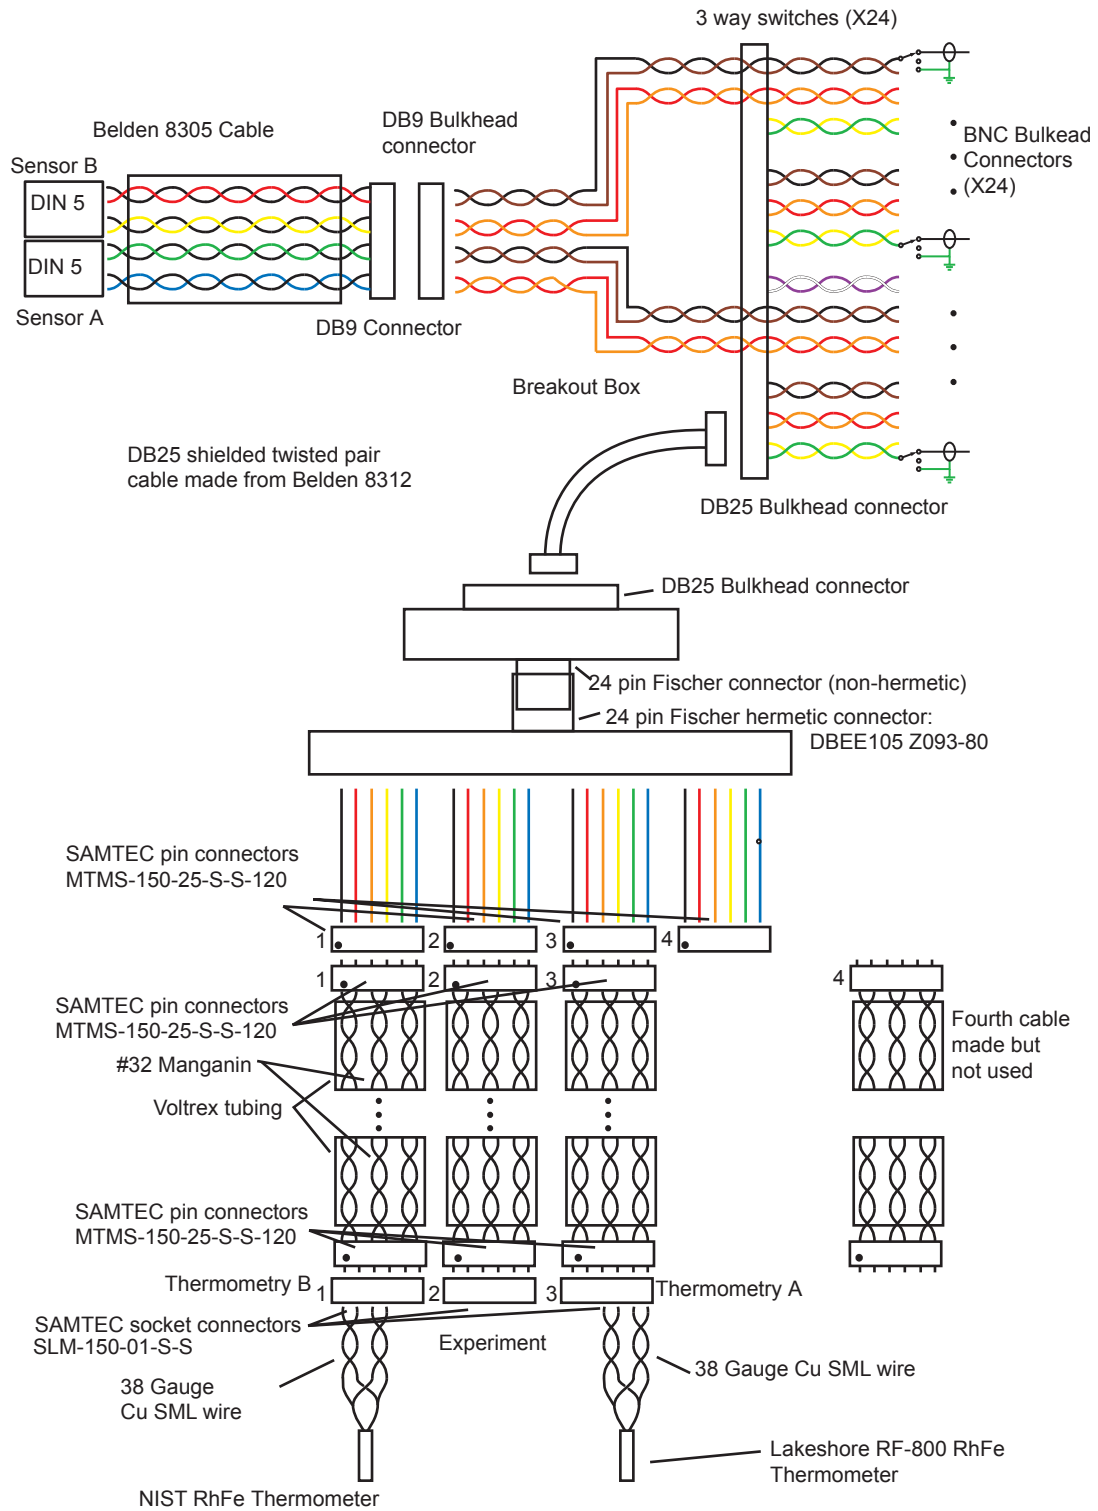 3 way switches (X24)
Belden 8305 Cable
DB9 Bulkhead
connector
BNC Bulkead
Connectors
(X24)
Sensor B
DIN 5
DIN 5
Sensor A
DB9 Connector
Breakout Box
DB25 shielded twisted pair
cable made from Belden 8312
DB25 Bulkhead connector
DB25 Bulkhead connector
24 pin Fischer connector (non-hermetic)
24 pin Fischer hermetic connector:
DBEE105 Z093-80
SAMTEC pin connectors
MTMS-150-25-S-S-120
1 2 3 4
1 2 3 4
SAMTEC pin connectors
MTMS-150-25-S-S-120
Fourth cable
made but
not used
#32 Manganin
Voltrex tubing
SAMTEC pin connectors
MTMS-150-25-S-S-120
Thermometry B 1 2 3 Thermometry A
SAMTEC socket connectors
SLM-150-01-S-S
Experiment
38 Gauge
Cu SML wire
38 Gauge Cu SML wire
Lakeshore RF-800 RhFe
Thermometer
NIST RhFe Thermometer